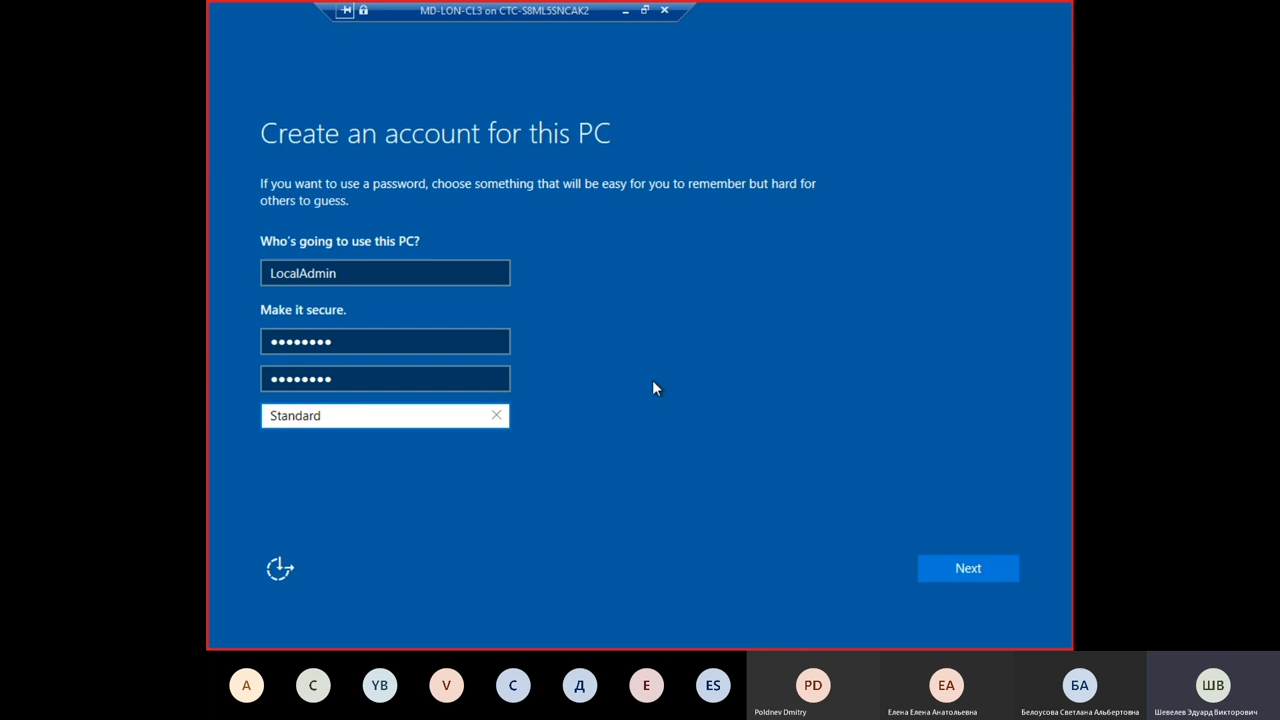 MD-LON-CL3 on CTC-S8ML5SNCAK2
Create an account for this PC
If you want to use a password, choose something that will be easy for you to remember but hard for
others to guess.
Who's going to use this PC?
LocalAdmin
Make it secure.
●●●●●●●●
●●●●●●●●
Standard
Next
A
C
YB
V
C
Д
E
ES
PD
EA
БА
ШВ
Poldnev Dmitry
Елена Елена Анатольевна
Белоусова Светлана Альбертовна
Шевелев Эдуард Викторович